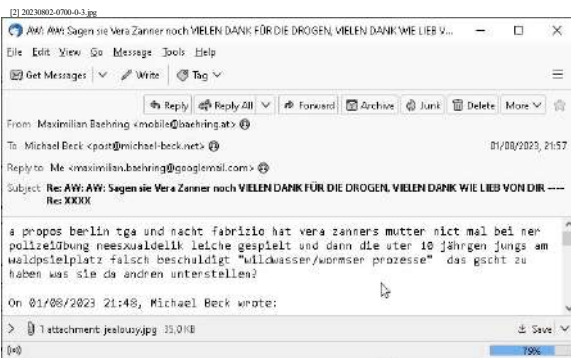 [2] 20230802-0700-0-3.jpg
AW: AW: Sagen sie Vera Zanner noch VIELEN DANK FÜR DIE DROGEN, VIELEN DANK WIE LIEB V...
File Edit View Go Message Tools Help
Get Messages Write Tag
Reply Reply All Forward Archive Junk Delete More
From Maximilian Baehring <mobile@baehring.at>
To Michael Beck <post@michael-beck.net> 01/08/2023, 21:57
Reply to Me <maximilian.baehring@googlemail.com>
Subject Re: AW: AW: Sagen sie Vera Zanner noch VIELEN DANK FÜR DIE DROGEN, VIELEN DANK WIE LIEB VON DIR -----
Re: XXXX
a propos berlin tga und nacht fabrizio hat vera zanners mutter nict mal bei ner
polizeiübung neesxualdelik leiche gespielt und dann die uter 10 jährgen jungs am
waldpsielplatz falsch beschuldigt "wildwasser/wormser prozesse" das gscht zu
haben was sie da andren unterstellen?
On 01/08/2023 21:48, Michael Beck wrote:
1 attachment: jealousy.jpg 35,0 KB Save
79%